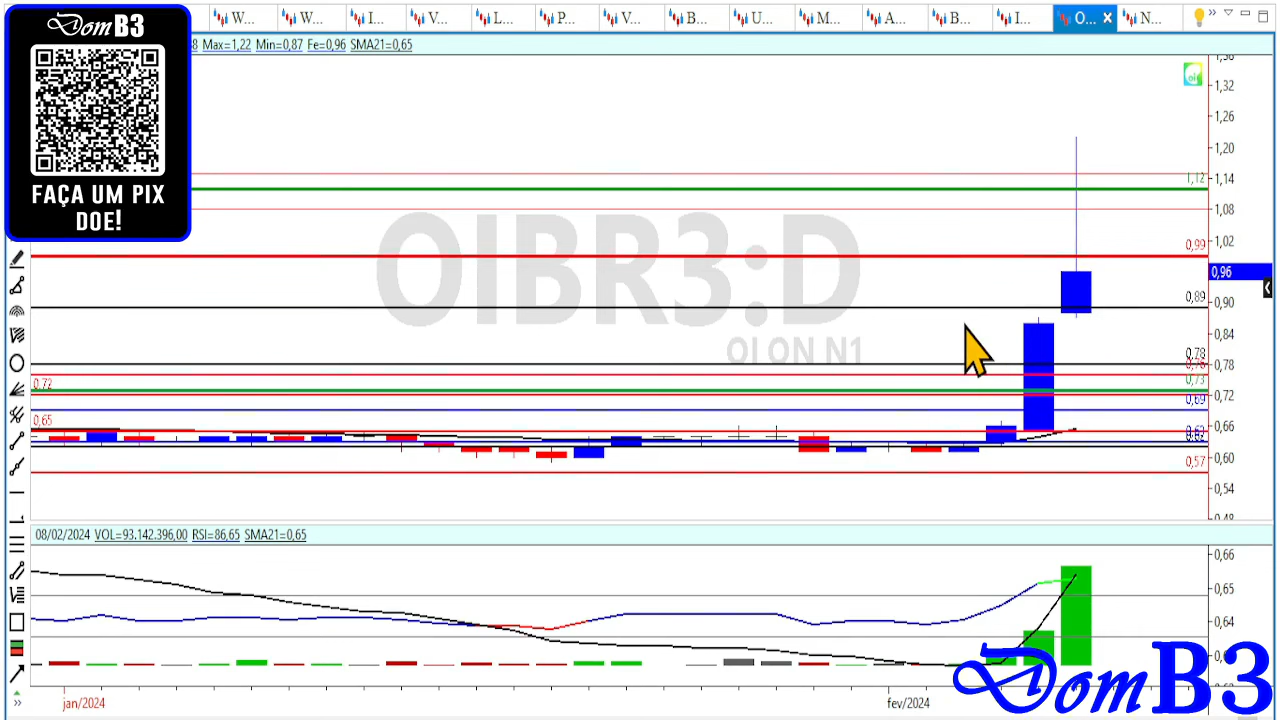 DomB3
FAÇA UM PIX
DOE!
W...
W...
I...
V...
L...
P...
V...
B...
U...
M...
A...
B...
I...
O...
N...
8 Max=1,22 Min=0,87 Fe=0,96 SMA21=0,65
OIBR3:D
OI ON N1
oi
1,12
0,99
0,89
0,78
0,73
0,69
0,57
0,72
0,65
1,32
1,26
1,20
1,14
1,08
1,02
0,96
0,90
0,84
0,78
0,72
0,66
0,60
0,54
08/02/2024 VOL=93.142.396,00 RSI=86,65 SMA21=0,65
0,66
0,65
0,64
jan/2024
fev/2024
DomB3